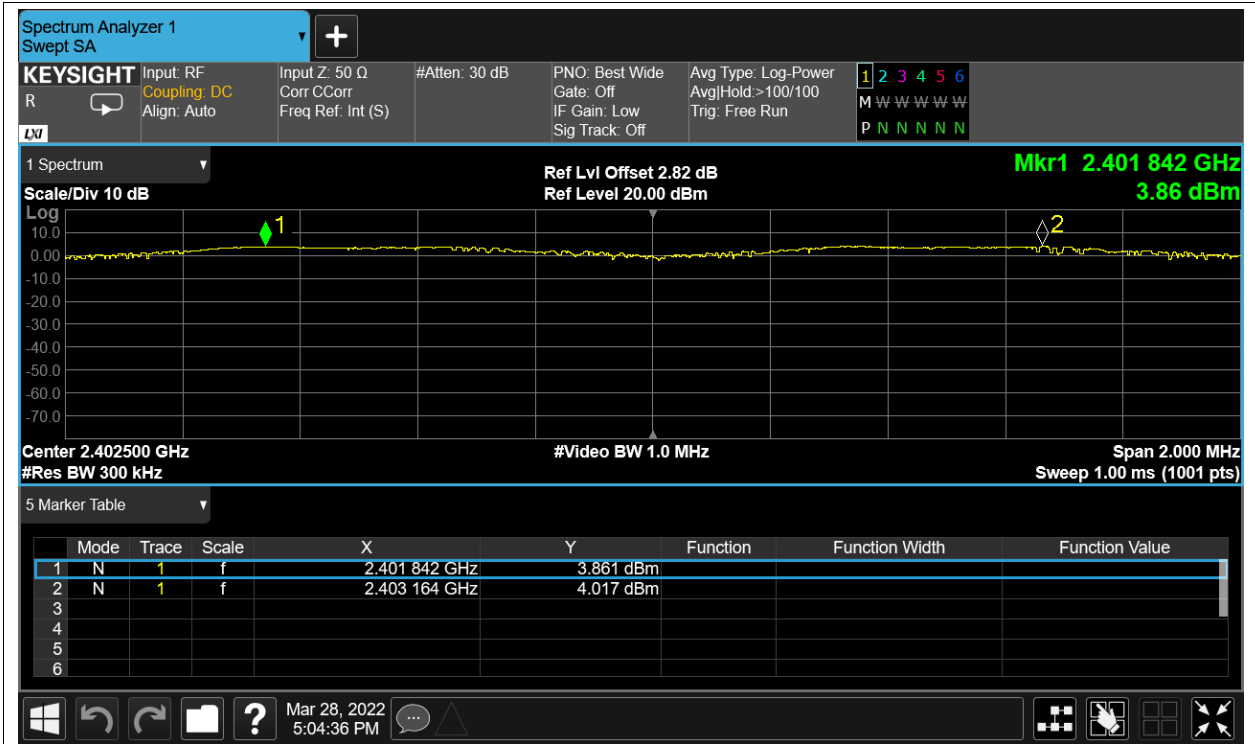 Spectrum Analyzer 1
Swept SA
KEYSIGHT
R
LXI
Input: RF
Coupling: DC
Align: Auto
Input Z: 50 Ω
Corr CCorr
Freq Ref: Int (S)
#Atten: 30 dB
PNO: Best Wide
Gate: Off
IF Gain: Low
Sig Track: Off
Avg Type: Log-Power
Avg|Hold:>100/100
Trig: Free Run
1 2 3 4 5 6
M W W W W W
P N N N N N
1 Spectrum
Scale/Div 10 dB
Ref Lvl Offset 2.82 dB
Ref Level 20.00 dBm
Mkr1 2.401 842 GHz
3.86 dBm
Log
10.0
0.00
-10.0
-20.0
-30.0
-40.0
-50.0
-60.0
-70.0
1
2
Center 2.402500 GHz
#Res BW 300 kHz
#Video BW 1.0 MHz
Span 2.000 MHz
Sweep 1.00 ms (1001 pts)
5 Marker Table
Mode Trace Scale X Y Function Function Width Function Value
1 N 1 f 2.401 842 GHz 3.861 dBm
2 N 1 f 2.403 164 GHz 4.017 dBm
3
4
5
6
?
Mar 28, 2022
5:04:36 PM